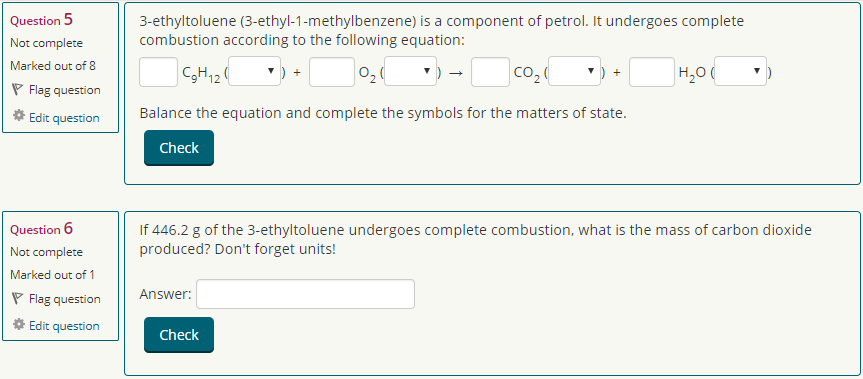 Question 5
Not complete
Marked out of 8
Flag question
Edit question
3-ethyltoluene (3-ethyl-1-methylbenzene) is a component of petrol. It undergoes complete
combustion according to the following equation:
C₉H₁₂ ( ) + O₂ ( ) → CO₂ ( ) + H₂O ( )
Balance the equation and complete the symbols for the matters of state.
Check
Question 6
Not complete
Marked out of 1
Flag question
Edit question
If 446.2 g of the 3-ethyltoluene undergoes complete combustion, what is the mass of carbon dioxide
produced? Don't forget units!
Answer:
Check